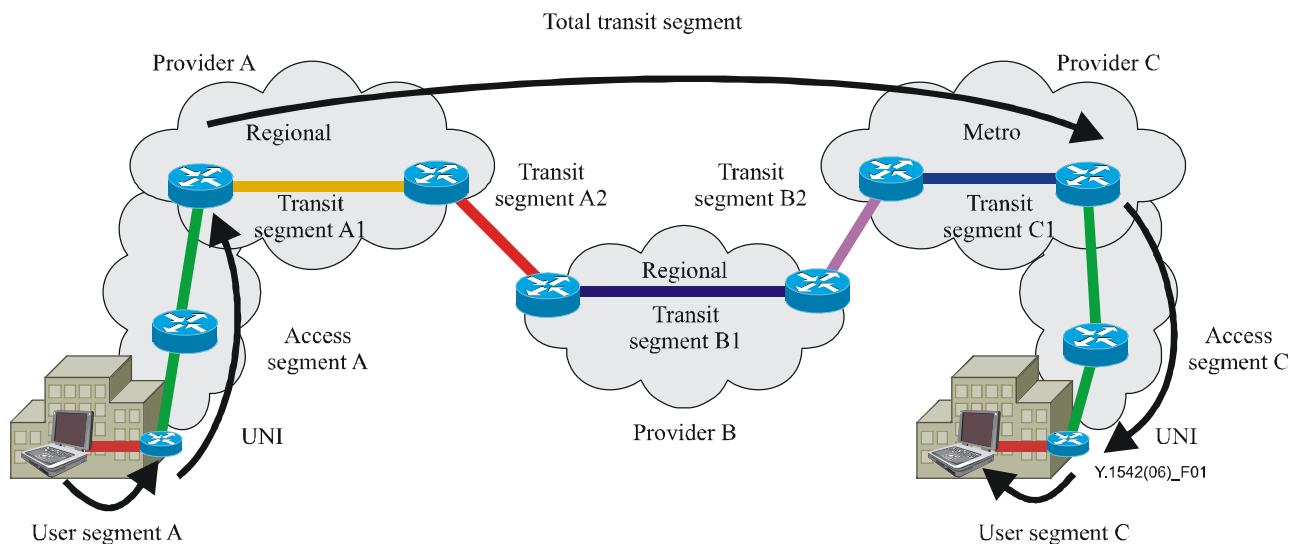 Total transit segment
Provider A
Provider C
Regional
Metro
Transit
segment A1
Transit
segment A2
Transit
segment B2
Transit
segment C1
Regional
Transit
segment B1
Access
segment A
Access
segment C
Provider B
UNI
UNI
Y.1542(06)_F01
User segment A
User segment C